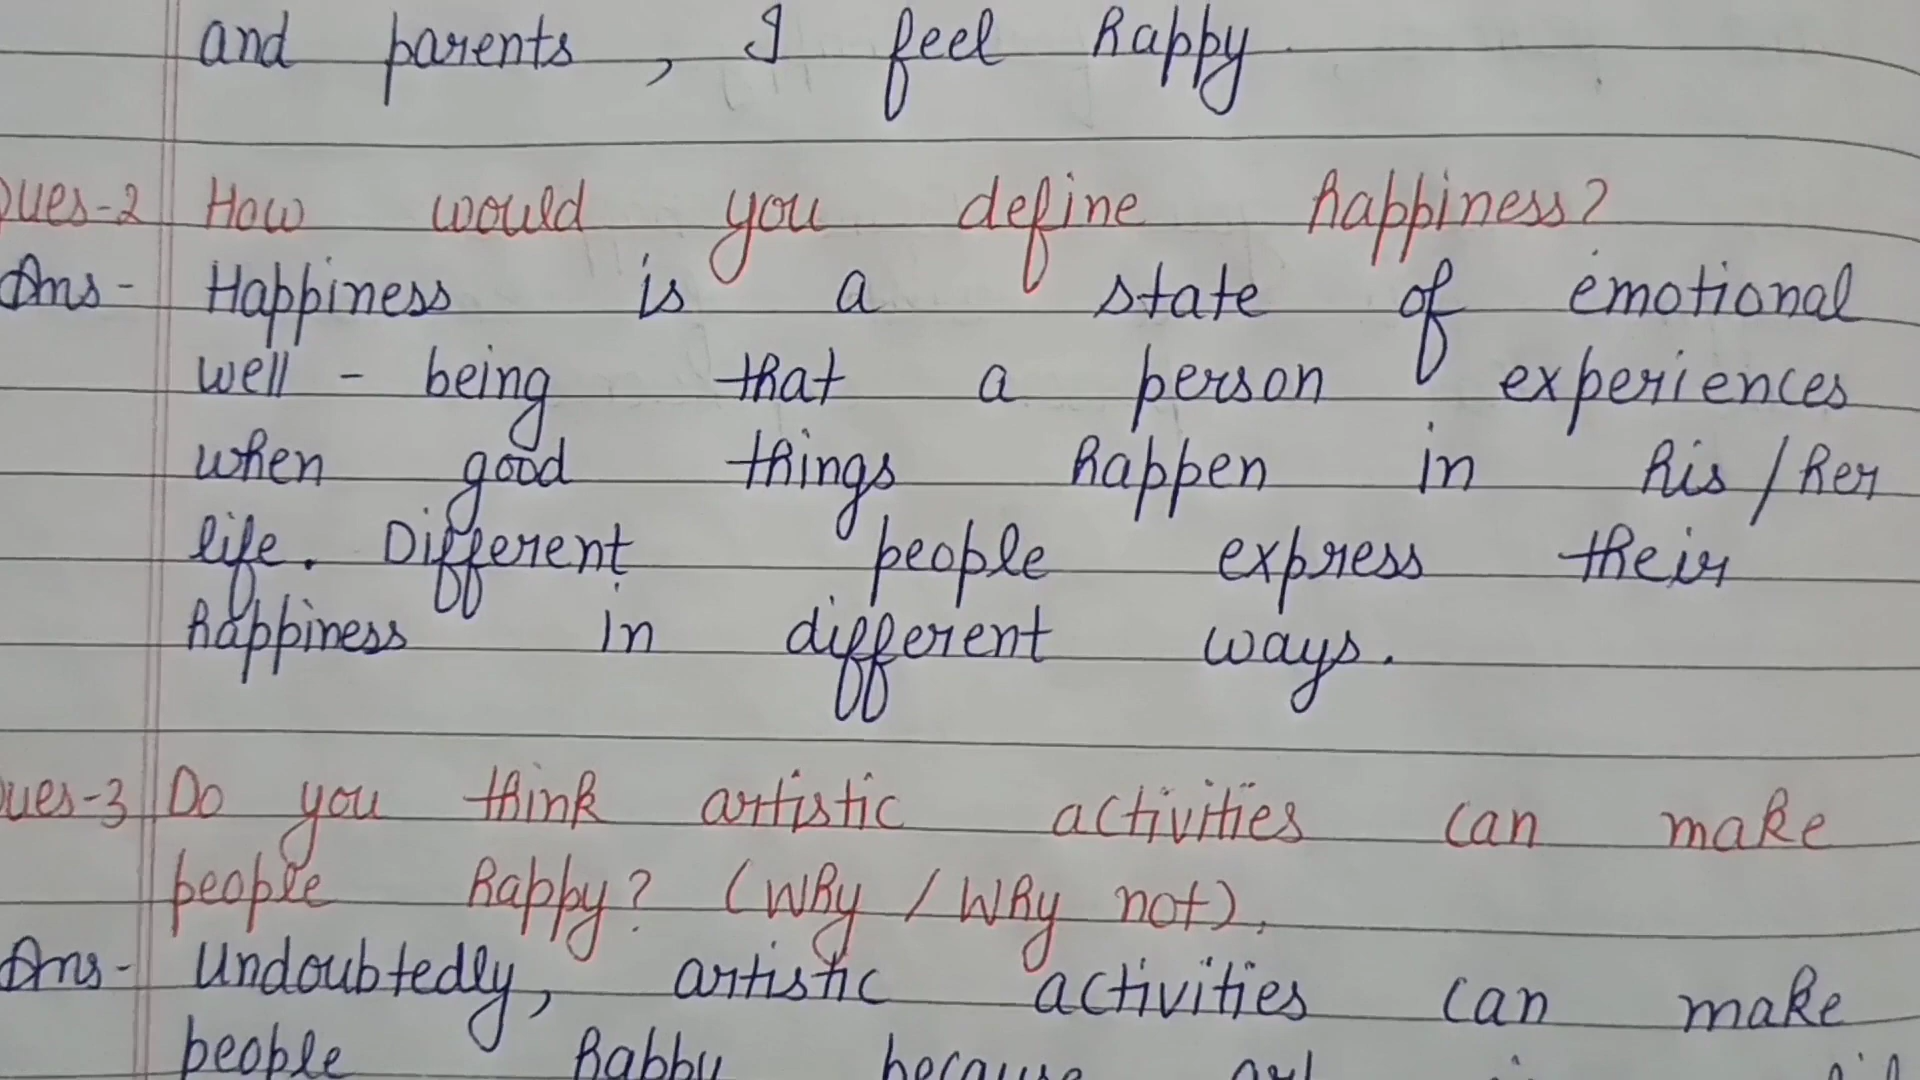 and parents, I feel happy
Ques-2 How would you define happiness?
Ans- Happiness is a state of emotional
well-being that a person experiences
when good things happen in his/her
life. Different people express their
happiness in different ways.
Ques-3 Do you think artistic activities can make
people happy? (Why/Why not).
Ans- Undoubtedly, artistic activities can make
people happy because